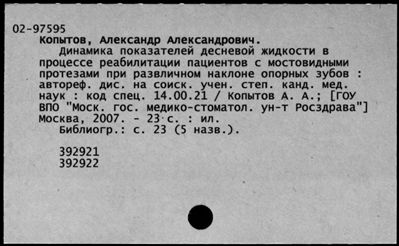 02-97595
Копытов, Александр Александрович.
Динамика показателей десневой жидкости в
процессе реабилитации пациентов с мостовидными
протезами при различном наклоне опорных зубов :
автореф. дис. на соиск. учен. степ. канд. мед.
наук : код спец. 14.00.21 / Копытов А. А.; [ГОУ
ВПО "Моск. гос. медико-стоматол. ун-т Росздрава"]
Москва, 2007. - 23 с. : ил.
Библиогр.: с. 23 (5 назв.).
392921
392922